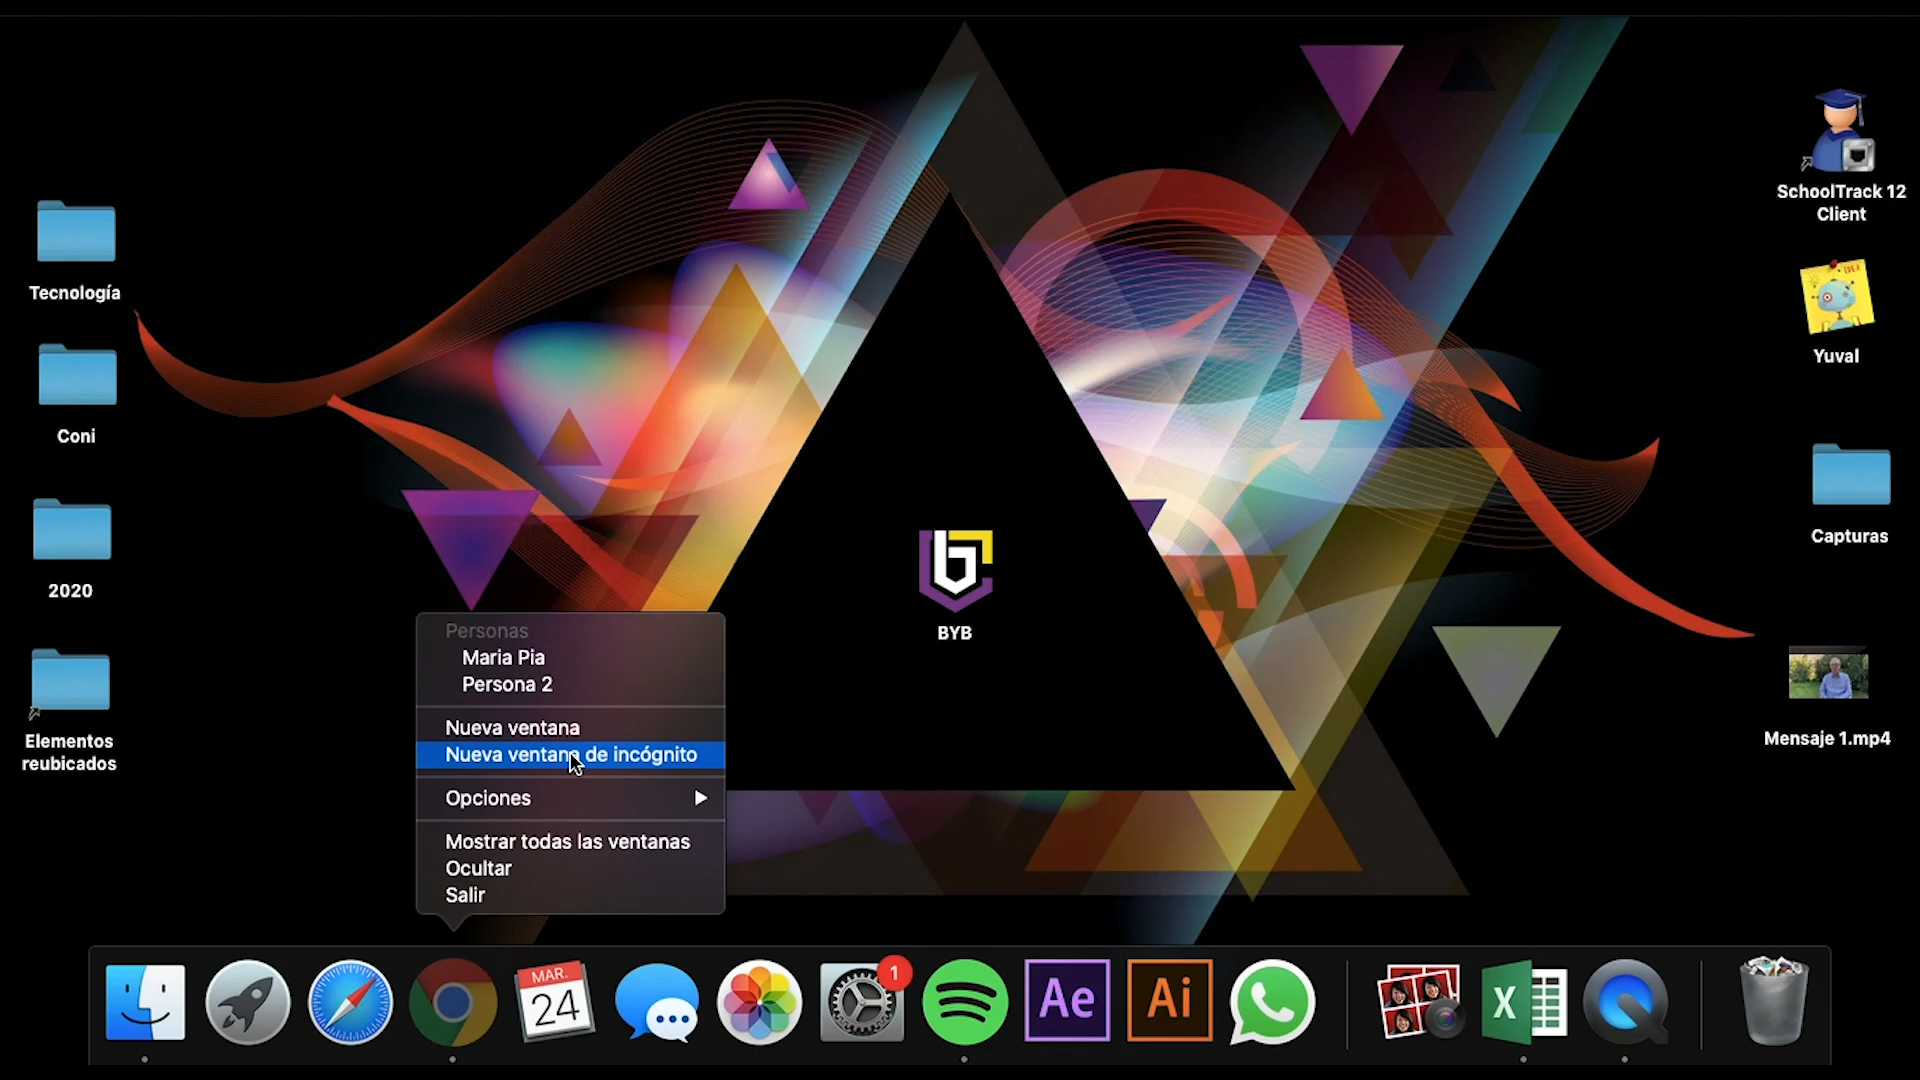 Tecnología
Coni
2020
Elementos
reubicados
SchoolTrack 12
Client
IDEA
Yuval
Capturas
Mensaje 1.mp4
BYB
Personas
Maria Pia
Persona 2
Nueva ventana
Nueva ventana de incógnito
Opciones
Mostrar todas las ventanas
Ocultar
Salir
MAR.
24
1
Ae
Ai
X